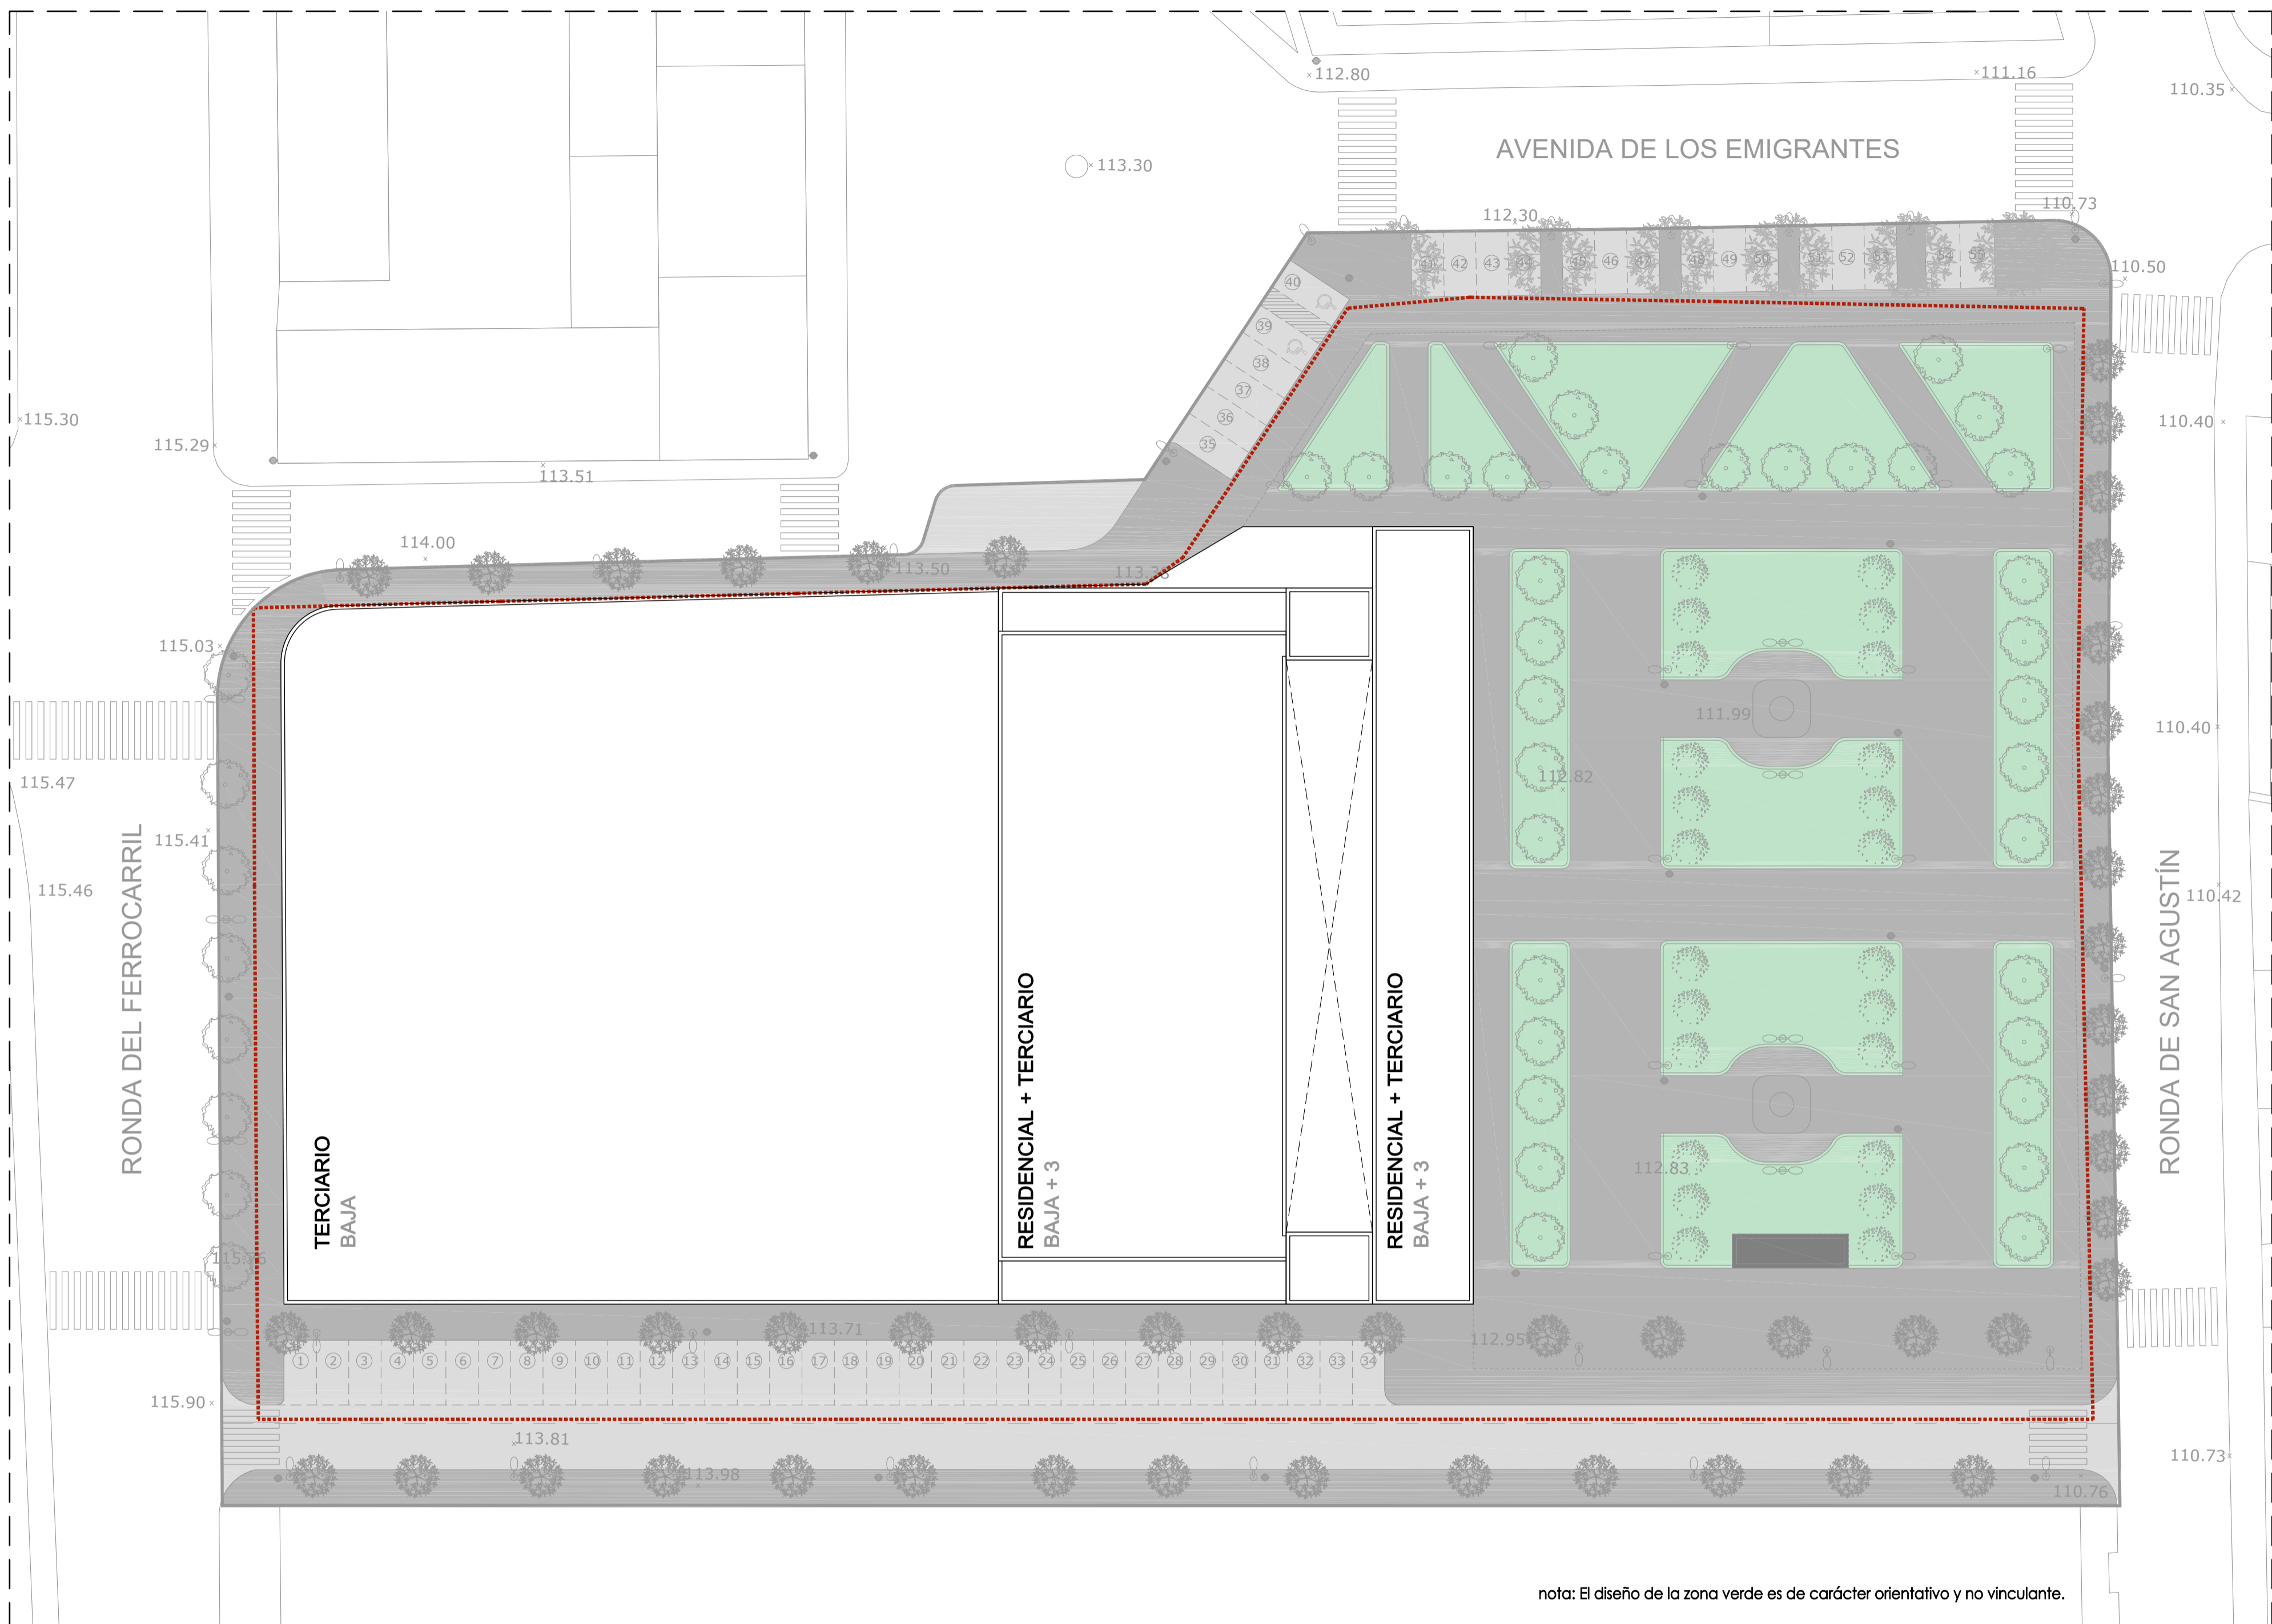 112.80
111.16
110.35
AVENIDA DE LOS EMIGRANTES
113.30
110.73
112.30
41 42 43 44 45 46 47 48 49 50 51 52 53 54 55
110.50
40
39
38
37
36
35
115.30
115.29
110.40
113.51
114.00
113.50
115.03
111.99
110.40
115.47
112.82
115.41
115.46
110.42
RONDA DEL FERROCARRIL
TERCIARIO
BAJA
RESIDENCIAL + TERCIARIO
BAJA + 3
RESIDENCIAL + TERCIARIO
BAJA + 3
RONDA DE SAN AGUSTÍN
112.83
113.71
112.95
1 2 3 4 5 6 7 8 9 10 11 12 13 14 15 16 17 18 19 20 21 22 23 24 25 26 27 28 29 30 31 32 33 34
115.90
113.81
113.98
110.73
110.76
nota: El diseño de la zona verde es de carácter orientativo y no vinculante.